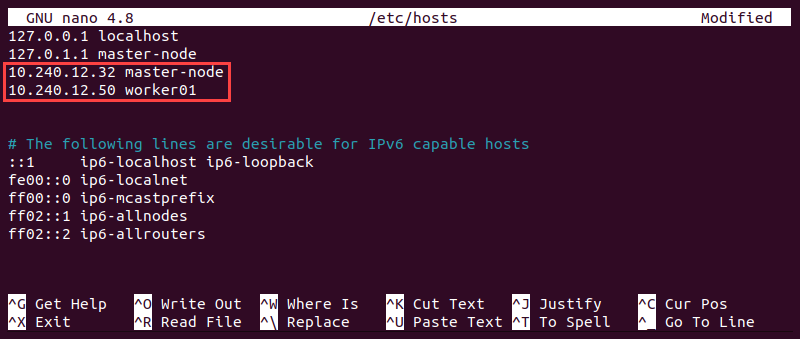 GNU nano 4.8 /etc/hosts Modified
127.0.0.1 localhost
127.0.1.1 master-node
10.240.12.32 master-node
10.240.12.50 worker01
# The following lines are desirable for IPv6 capable hosts
::1 ip6-localhost ip6-loopback
fe00::0 ip6-localnet
ff00::0 ip6-mcastprefix
ff02::1 ip6-allnodes
ff02::2 ip6-allrouters
^G Get Help ^O Write Out ^W Where Is ^K Cut Text ^J Justify ^C Cur Pos
^X Exit ^R Read File ^\ Replace ^U Paste Text ^T To Spell ^_ Go To Line